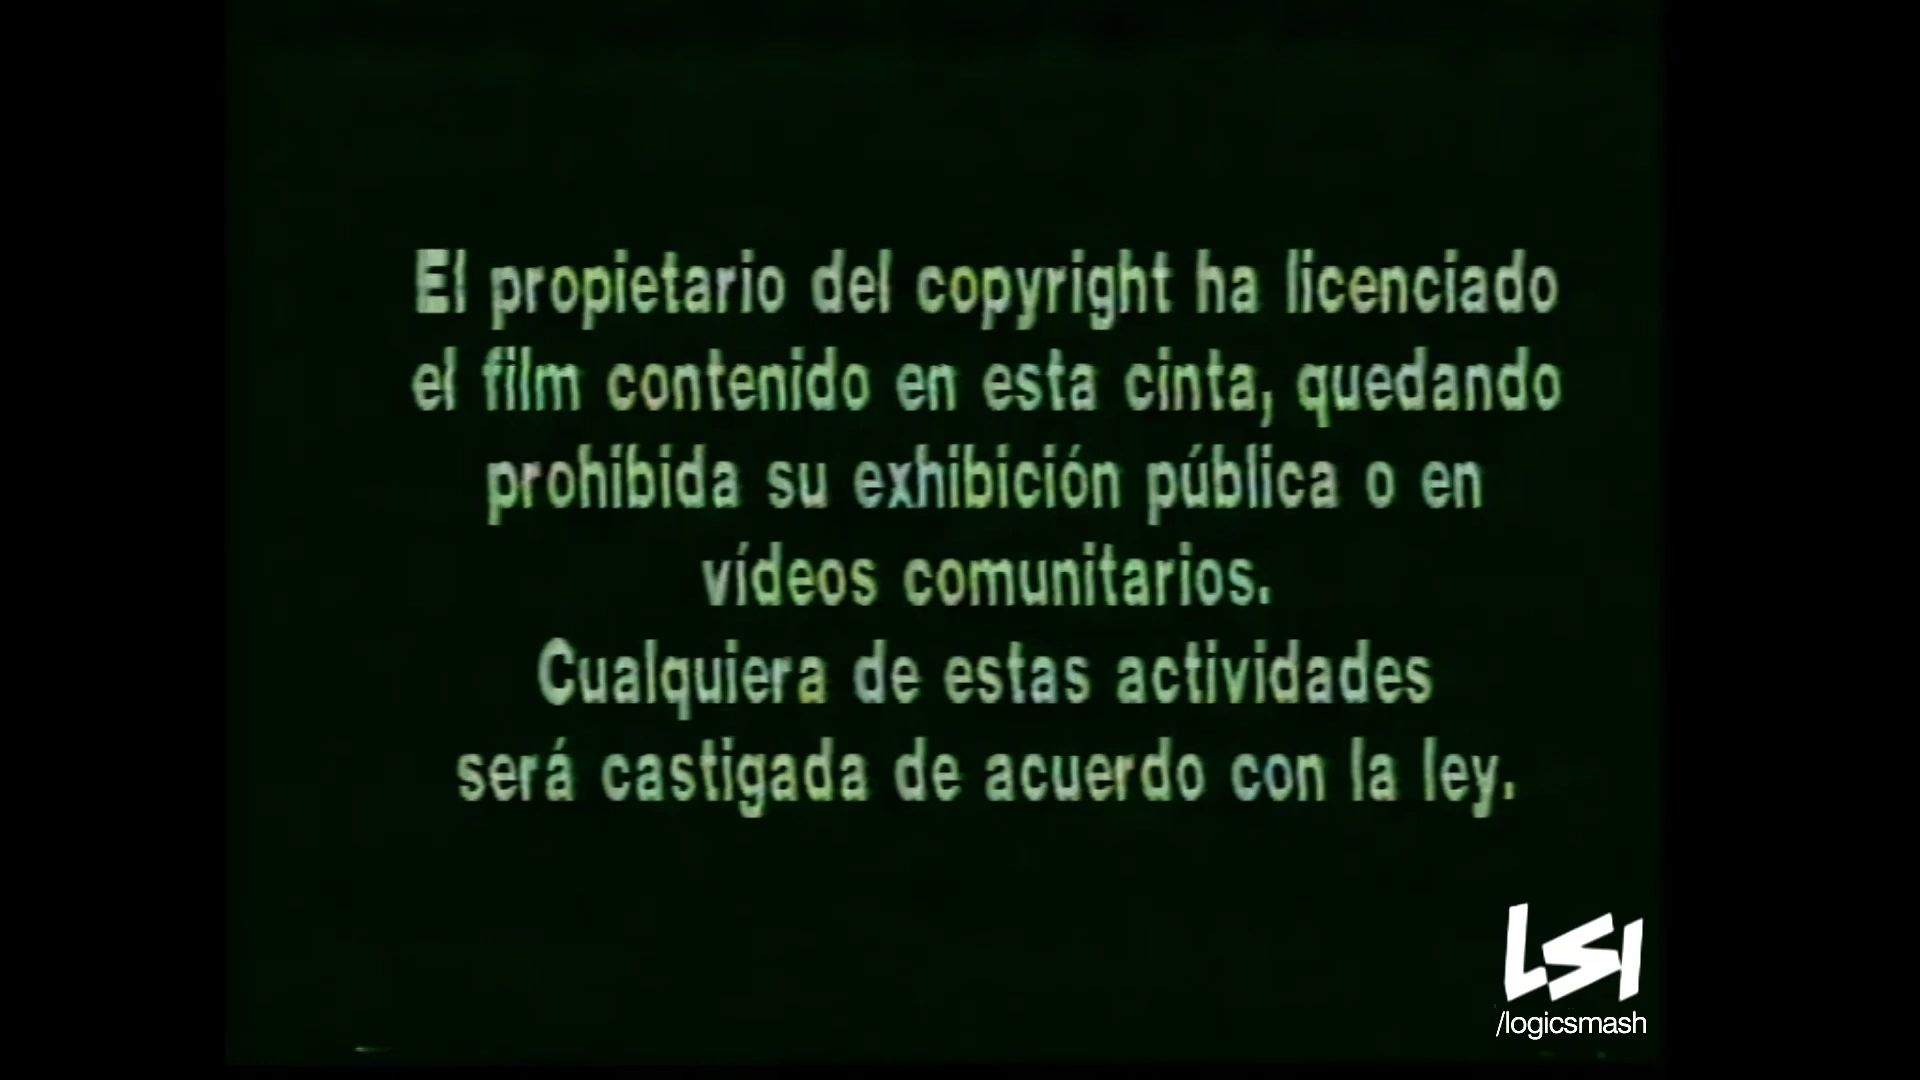 El propietario del copyright ha licenciado
el film contenido en esta cinta, quedando
prohibida su exhibición pública o en
vídeos comunitarios.
Cualquiera de estas actividades
será castigada de acuerdo con la ley.
LSI
/logicsmash